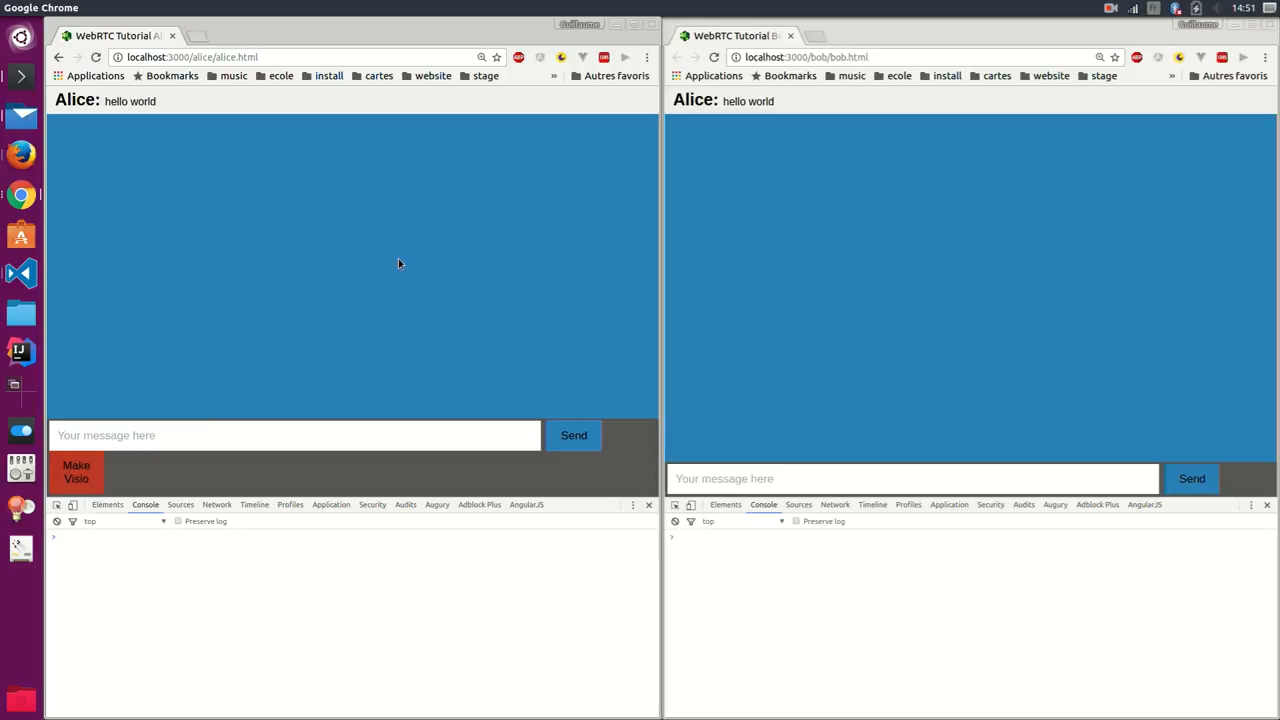 Google Chrome
14:51
Guillaume
WebRTC Tutorial Al
localhost:3000/alice/alice.html
Applications Bookmarks music ecole install cartes website stage » Autres favoris
Alice: hello world
Your message here
Send
Make
Visio
Elements Console Sources Network Timeline Profiles Application Security Audits Augury Adblock Plus AngularJS
top Preserve log
>
Guillaume
WebRTC Tutorial Bo
localhost:3000/bob/bob.html
Applications Bookmarks music ecole install cartes website stage » Autres favoris
Alice: hello world
Your message here
Send
Elements Console Sources Network Timeline Profiles Application Security Audits Augury Adblock Plus AngularJS
top Preserve log
>